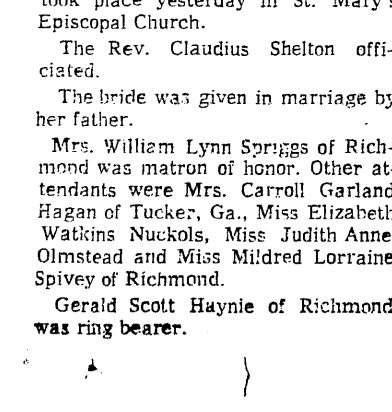 took place yesterday in St. Mary's
Episcopal Church.
The Rev. Claudius Shelton offi-
ciated.
The bride was given in marriage by
her father.
Mrs. William Lynn Spriggs of Rich-
mond was matron of honor. Other at-
tendants were Mrs. Carroll Garland
Hagan of Tucker, Ga., Miss Elizabeth
Watkins Nuckols, Miss Judith Anne
Olmstead and Miss Mildred Lorraine
Spivey of Richmond.
Gerald Scott Haynie of Richmond
was ring bearer.